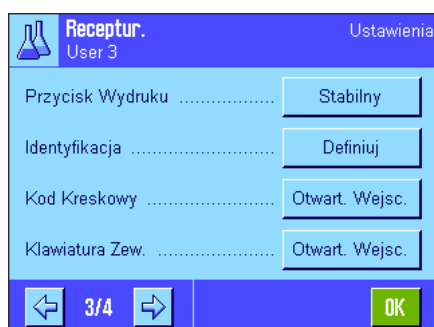 Receptur. Ustawienia
User 3
Przycisk Wydruku .................. Stabilny
Identyfikacja .......................... Definiuj
Kod Kreskowy ....................... Otwart. Wejsc.
Klawiatura Zew. ..................... Otwart. Wejsc.
3/4 OK